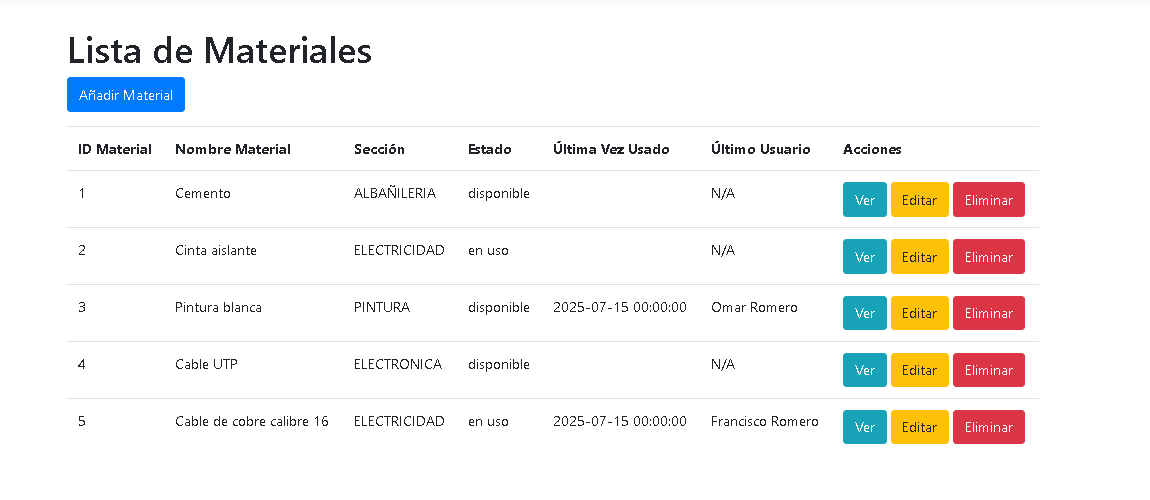 Lista de Materiales
Añadir Material
ID Material Nombre Material Sección Estado Última Vez Usado Último Usuario Acciones
1 Cemento ALBAÑILERIA disponible N/A Ver Editar Eliminar
2 Cinta aislante ELECTRICIDAD en uso N/A Ver Editar Eliminar
3 Pintura blanca PINTURA disponible 2025-07-15 00:00:00 Omar Romero Ver Editar Eliminar
4 Cable UTP ELECTRONICA disponible N/A Ver Editar Eliminar
5 Cable de cobre calibre 16 ELECTRICIDAD en uso 2025-07-15 00:00:00 Francisco Romero Ver Editar Eliminar